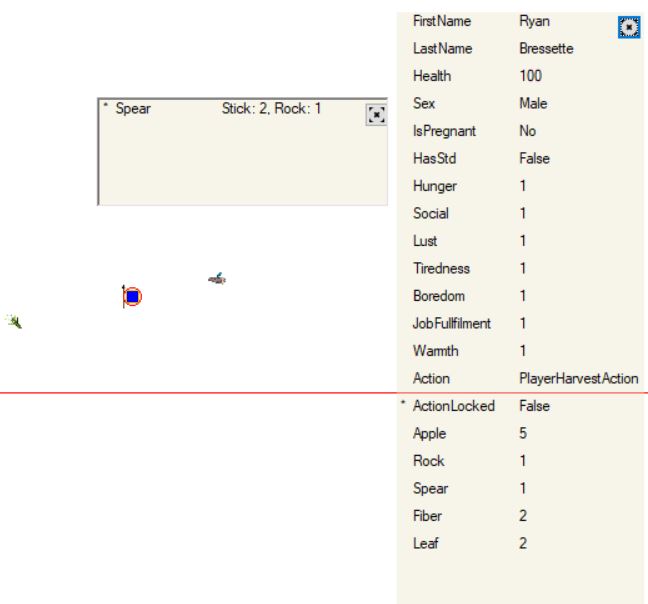 FirstName Ryan
LastName Bressette
Health 100
* Spear Stick: 2, Rock: 1
Sex Male
IsPregnant No
HasStd False
Hunger 1
Social 1
Lust 1
Tiredness 1
Boredom 1
JobFullfilment 1
Warmth 1
Action PlayerHarvestAction
* ActionLocked False
Apple 5
Rock 1
Spear 1
Fiber 2
Leaf 2